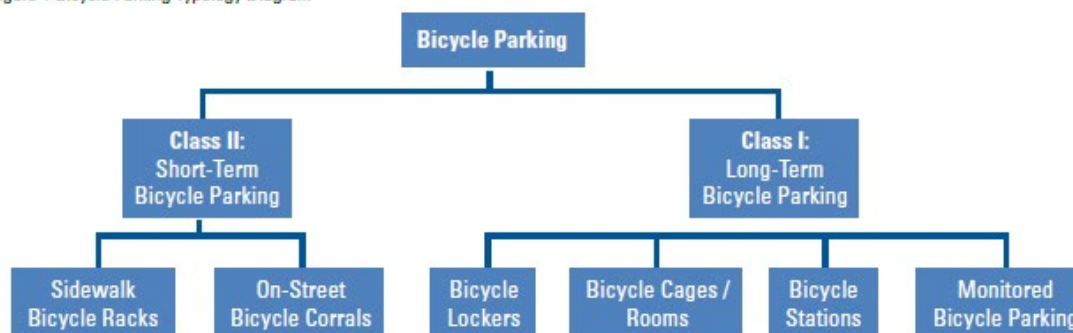 Bicycle Parking
Class II:
Short-Term
Bicycle Parking
Class I:
Long-Term
Bicycle Parking
Sidewalk
Bicycle Racks
On-Street
Bicycle Corrals
Bicycle
Lockers
Bicycle Cages /
Rooms
Bicycle
Stations
Monitored
Bicycle Parking